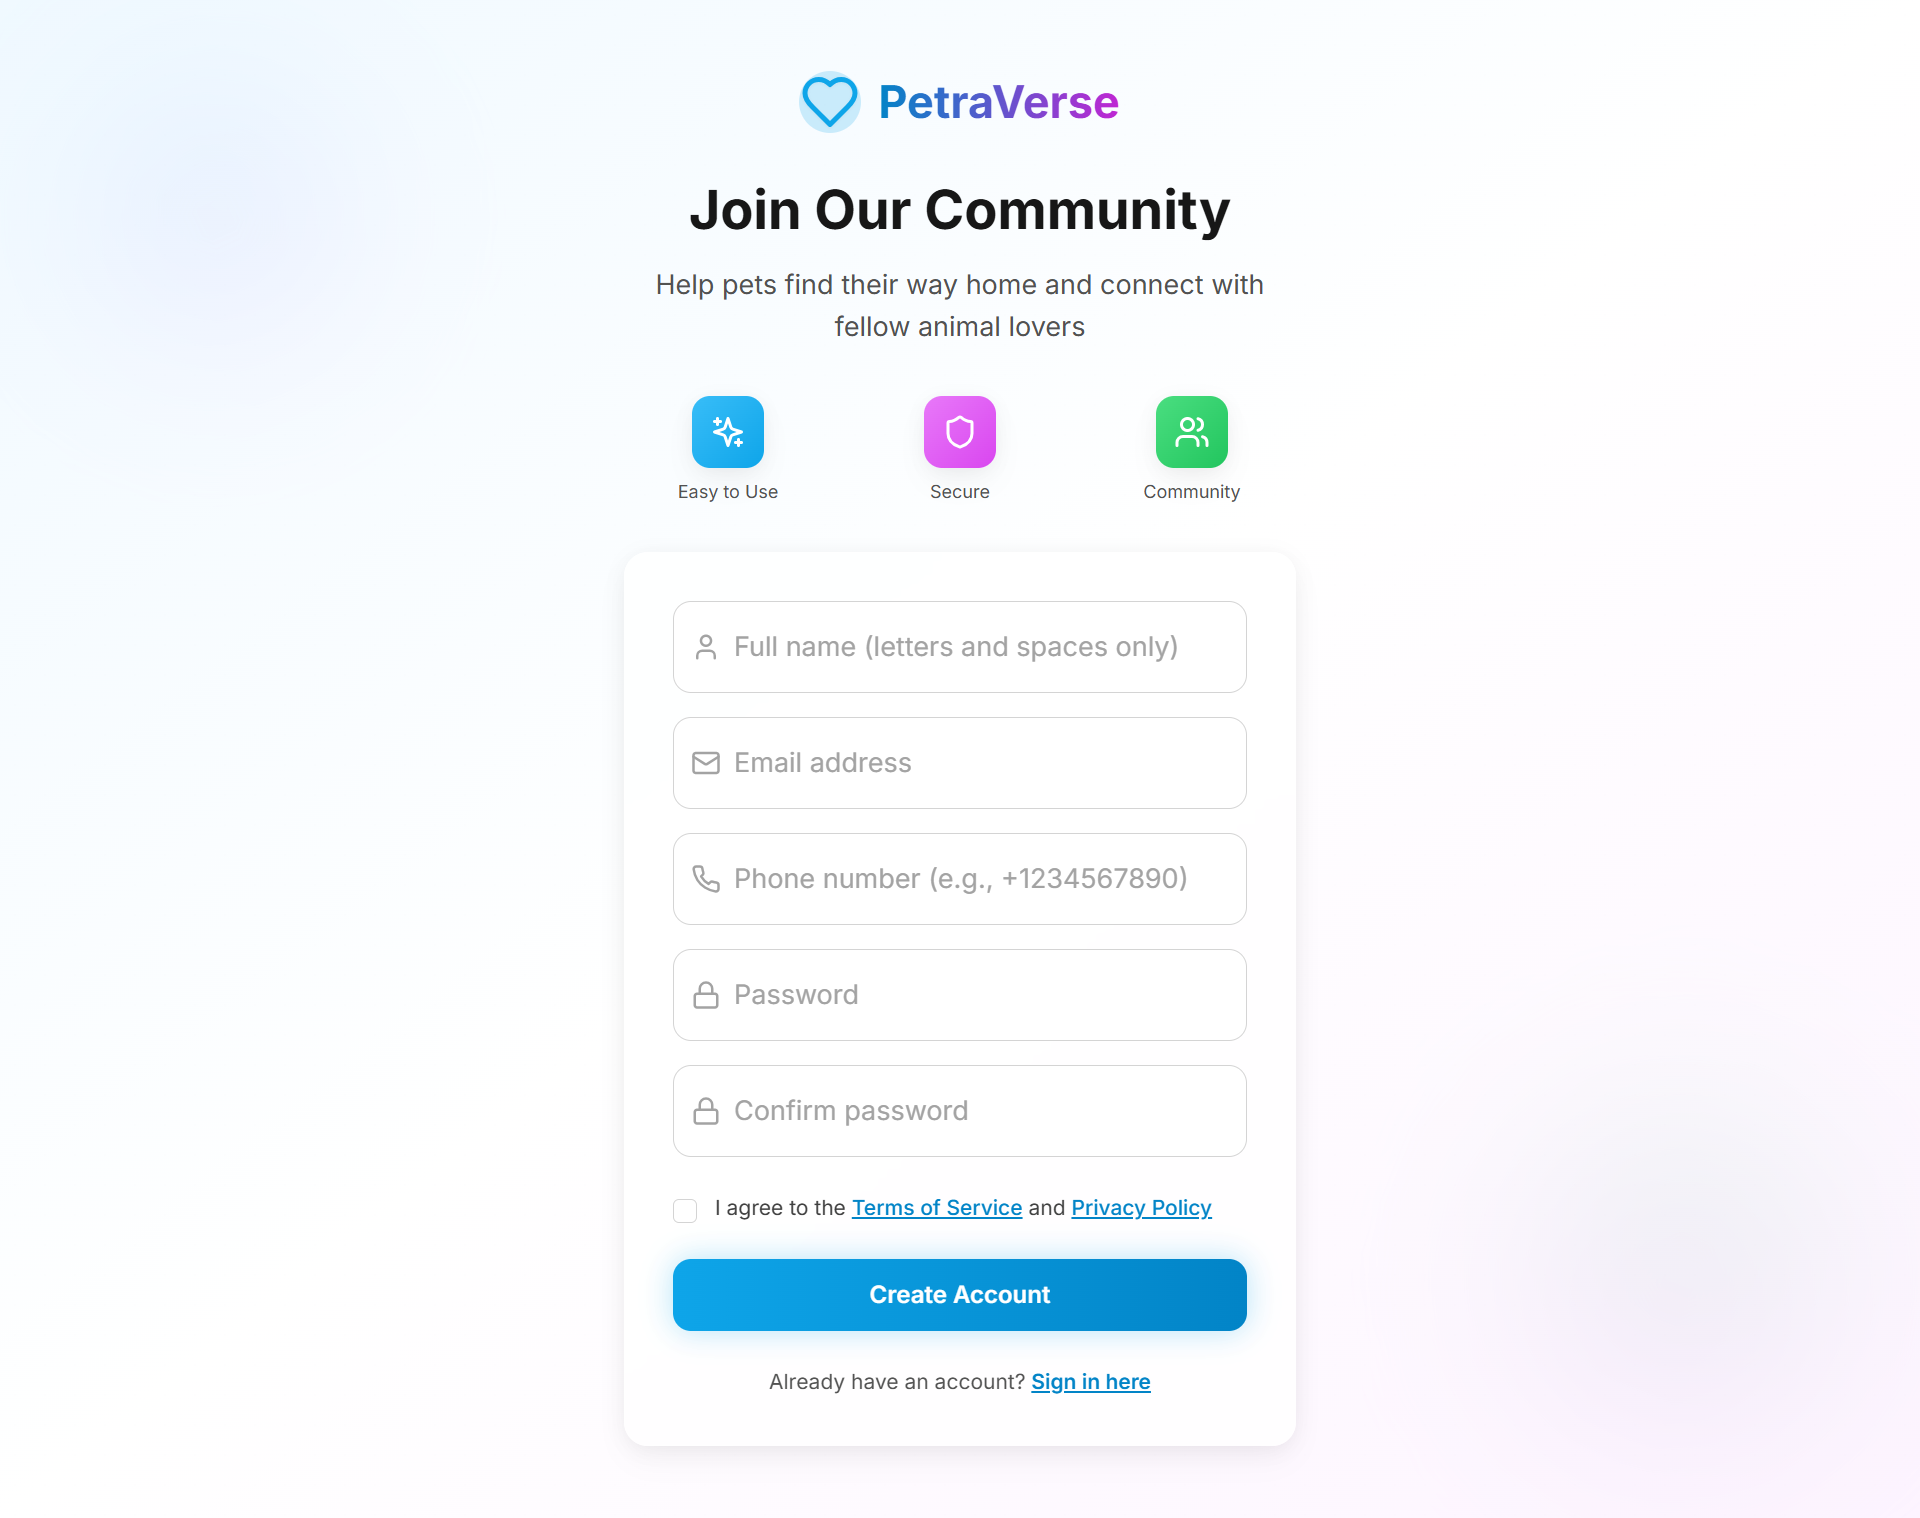 PetraVerse
Join Our Community
Help pets find their way home and connect with
fellow animal lovers
Easy to Use
Secure
Community
Full name (letters and spaces only)
Email address
Phone number (e.g., +1234567890)
Password
Confirm password
I agree to the Terms of Service and Privacy Policy
Create Account
Already have an account? Sign in here